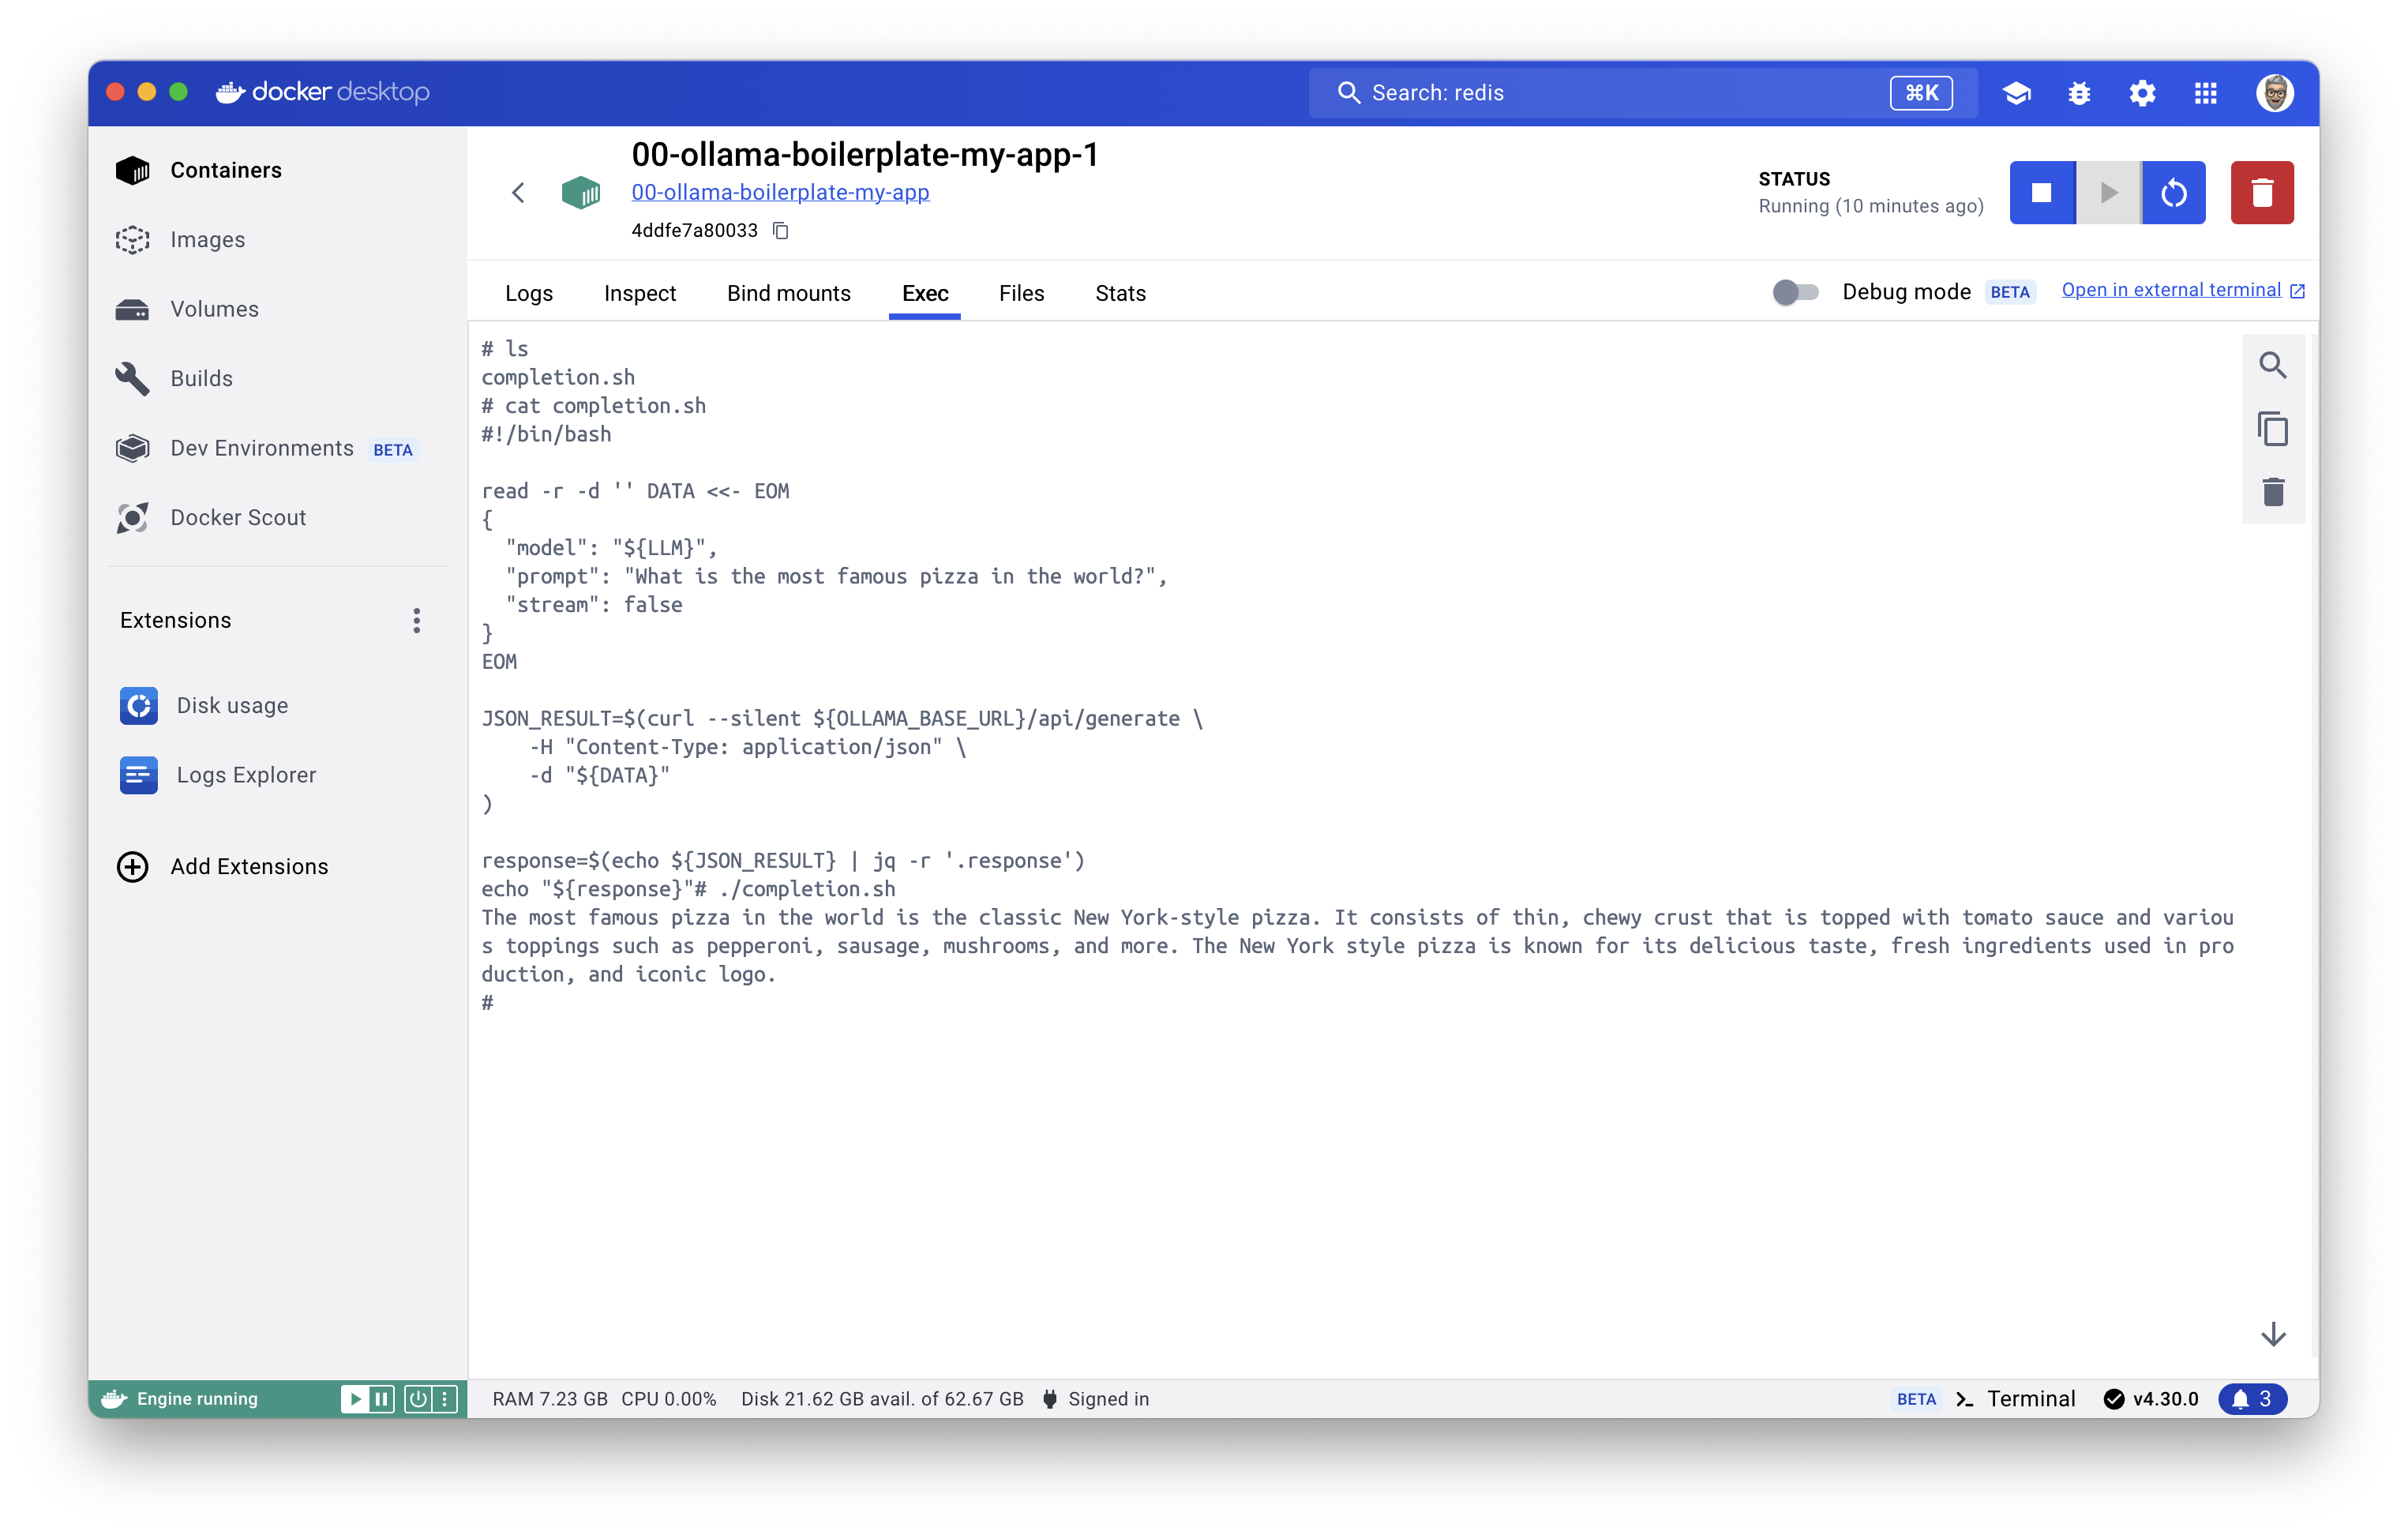 docker desktop
Search: redis
⌘K
Containers
Images
Volumes
Builds
Dev Environments BETA
Docker Scout
Extensions
Disk usage
Logs Explorer
Add Extensions
00-ollama-boilerplate-my-app-1
00-ollama-boilerplate-my-app
4ddfe7a80033
STATUS
Running (10 minutes ago)
Logs Inspect Bind mounts Exec Files Stats
Debug mode BETA Open in external terminal
# ls
completion.sh
# cat completion.sh
#!/bin/bash

read -r -d '' DATA <<- EOM
{
  "model": "${LLM}",
  "prompt": "What is the most famous pizza in the world?",
  "stream": false
}
EOM

JSON_RESULT=$(curl --silent ${OLLAMA_BASE_URL}/api/generate \
    -H "Content-Type: application/json" \
    -d "${DATA}"
)

response=$(echo ${JSON_RESULT} | jq -r '.response')
echo "${response}"# ./completion.sh
The most famous pizza in the world is the classic New York-style pizza. It consists of thin, chewy crust that is topped with tomato sauce and variou
s toppings such as pepperoni, sausage, mushrooms, and more. The New York style pizza is known for its delicious taste, fresh ingredients used in pro
duction, and iconic logo.
#
Engine running
RAM 7.23 GB CPU 0.00% Disk 21.62 GB avail. of 62.67 GB Signed in
BETA >_ Terminal v4.30.0 3